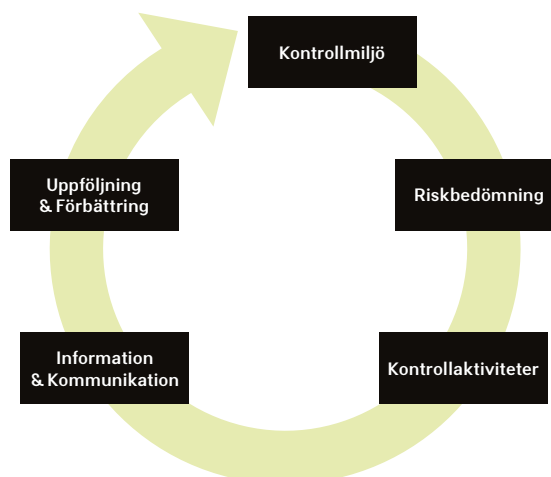 Kontrollmiljö
Riskbedömning
Kontrollaktiviteter
Information
& Kommunikation
Uppföljning
& Förbättring